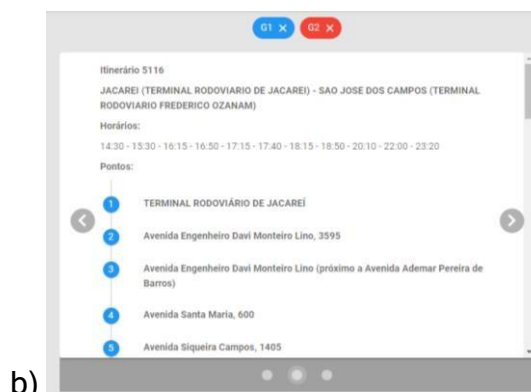 G1 × G2 ×
Itinerário 5116
JACAREI (TERMINAL RODOVIARIO DE JACAREI) - SAO JOSE DOS CAMPOS (TERMINAL
RODOVIARIO FREDERICO OZANAM)
Horários:
14:30 - 15:30 - 16:15 - 16:50 - 17:15 - 17:40 - 18:15 - 18:50 - 20:10 - 22:00 - 23:20
Pontos:
1 TERMINAL RODOVIÁRIO DE JACAREÍ
2 Avenida Engenheiro Davi Monteiro Lino, 3595
3 Avenida Engenheiro Davi Monteiro Lino (próximo a Avenida Ademar Pereira de
Barros)
4 Avenida Santa Maria, 600
5 Avenida Siqueira Campos, 1405
b)